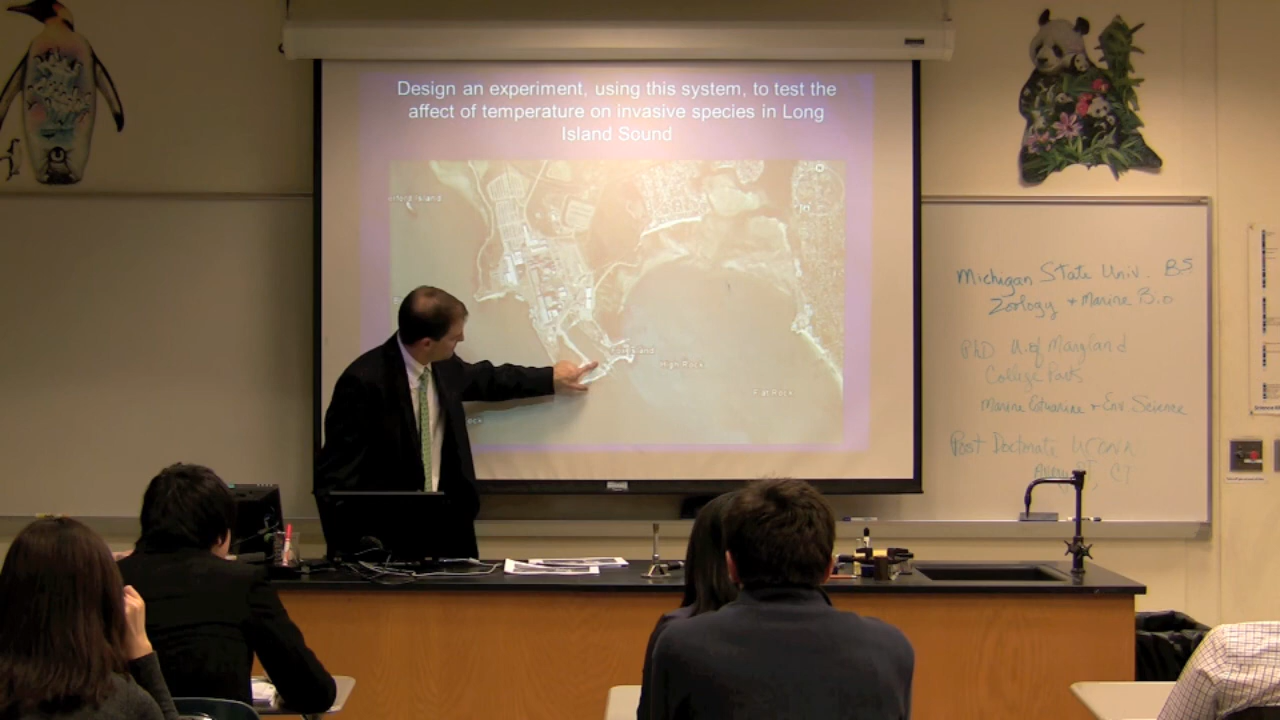 Design an experiment, using this system, to test the
affect of temperature on invasive species in Long
Island Sound
High Rock
Flat Rock
Michigan State Univ. BS
Zoology + Marine Bio
PhD U. of Maryland
College Park
Marine Estuarine + Env. Science
Post Doctorate UConn
CT